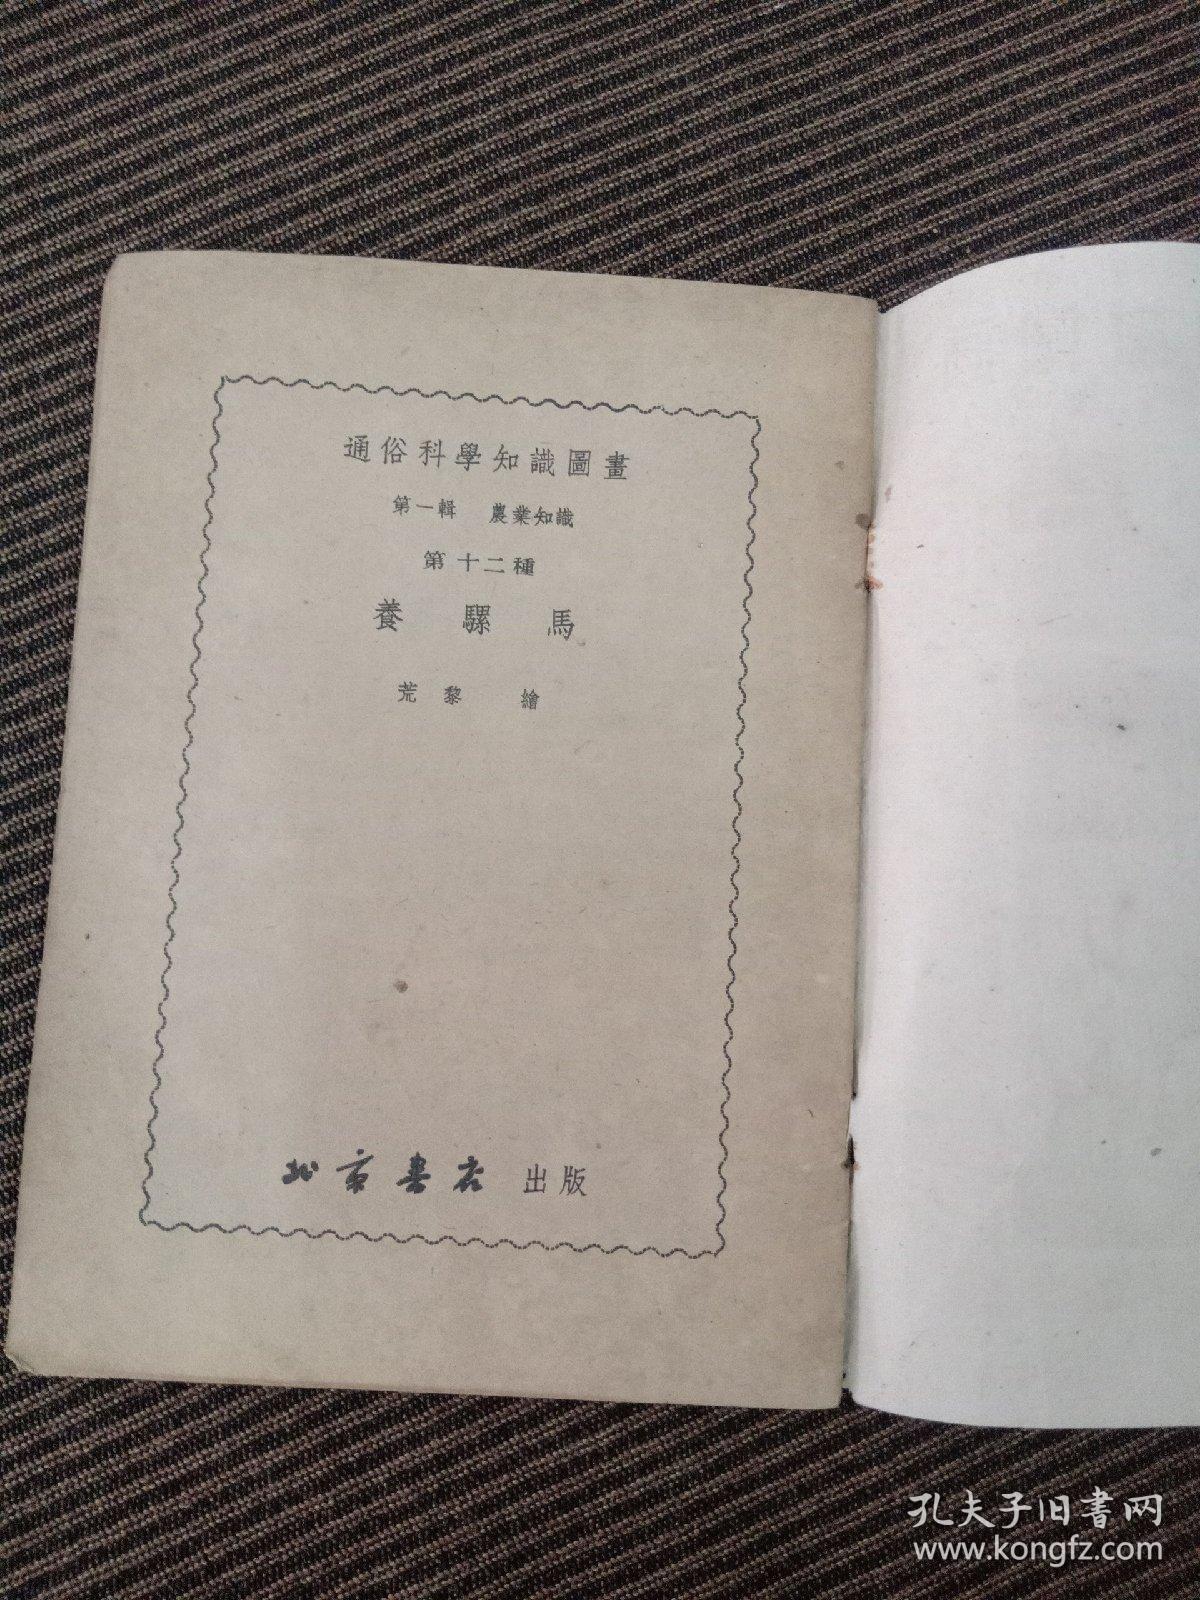 通俗科學知識圖畫
第一輯 農業知識
第十二種
養騾馬
荒黎 繪
北京書店 出版
孔夫子旧书网
www.kongfz.com